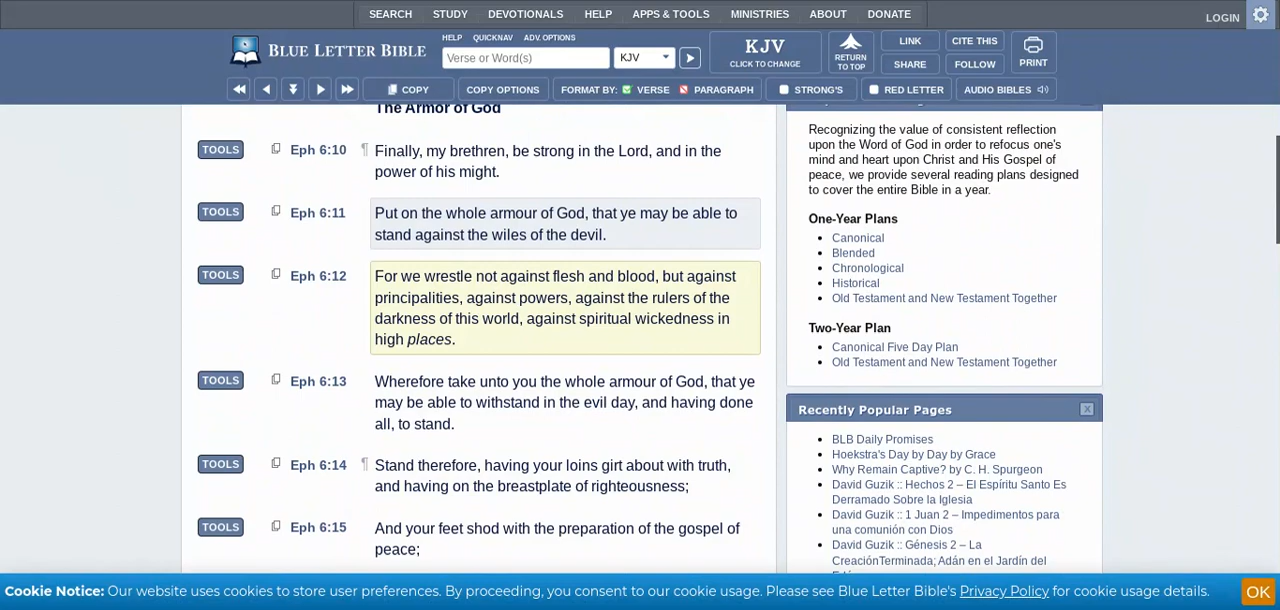 SEARCH STUDY DEVOTIONALS HELP APPS & TOOLS MINISTRIES ABOUT DONATE
LOGIN
BLUE LETTER BIBLE
HELP QUICKNAV ADV. OPTIONS
Verse or Word(s)
KJV
KJV
CLICK TO CHANGE
RETURN
TO TOP
LINK
CITE THIS
SHARE
FOLLOW
PRINT
COPY
COPY OPTIONS
FORMAT BY: VERSE PARAGRAPH
STRONG'S
RED LETTER
AUDIO BIBLES
The Armor of God
TOOLS Eph 6:10 ¶ Finally, my brethren, be strong in the Lord, and in the
power of his might.
TOOLS Eph 6:11 Put on the whole armour of God, that ye may be able to
stand against the wiles of the devil.
TOOLS Eph 6:12 For we wrestle not against flesh and blood, but against
principalities, against powers, against the rulers of the
darkness of this world, against spiritual wickedness in
high places.
TOOLS Eph 6:13 Wherefore take unto you the whole armour of God, that ye
may be able to withstand in the evil day, and having done
all, to stand.
TOOLS Eph 6:14 ¶ Stand therefore, having your loins girt about with truth,
and having on the breastplate of righteousness;
TOOLS Eph 6:15 And your feet shod with the preparation of the gospel of
peace;
Recognizing the value of consistent reflection
upon the Word of God in order to refocus one's
mind and heart upon Christ and His Gospel of
peace, we provide several reading plans designed
to cover the entire Bible in a year.
One-Year Plans
Canonical
Blended
Chronological
Historical
Old Testament and New Testament Together
Two-Year Plan
Canonical Five Day Plan
Old Testament and New Testament Together
Recently Popular Pages x
BLB Daily Promises
Hoekstra's Day by Day by Grace
Why Remain Captive? by C. H. Spurgeon
David Guzik :: Hechos 2 – El Espíritu Santo Es
Derramado Sobre la Iglesia
David Guzik :: 1 Juan 2 – Impedimentos para
una comunión con Dios
David Guzik :: Génesis 2 – La
CreaciónTerminada; Adán en el Jardín del
Cookie Notice: Our website uses cookies to store user preferences. By proceeding, you consent to our cookie usage. Please see Blue Letter Bible's Privacy Policy for cookie usage details.
OK